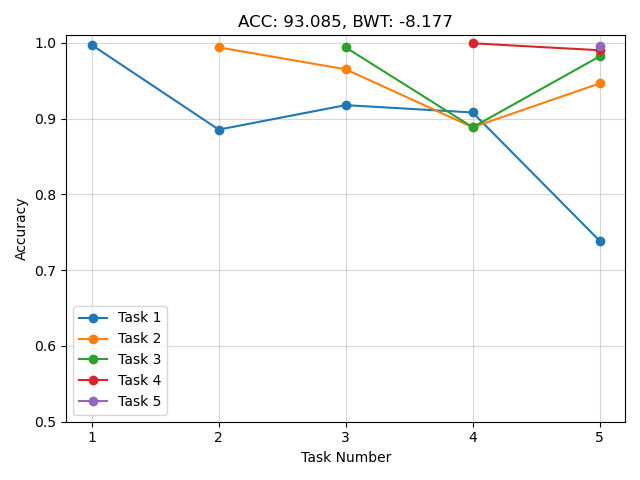 ACC: 93.085, BWT: -8.177
1.0
0.9
0.8
0.7
0.6
0.5
Accuracy
Task 1
Task 2
Task 3
Task 4
Task 5
1 2 3 4 5
Task Number